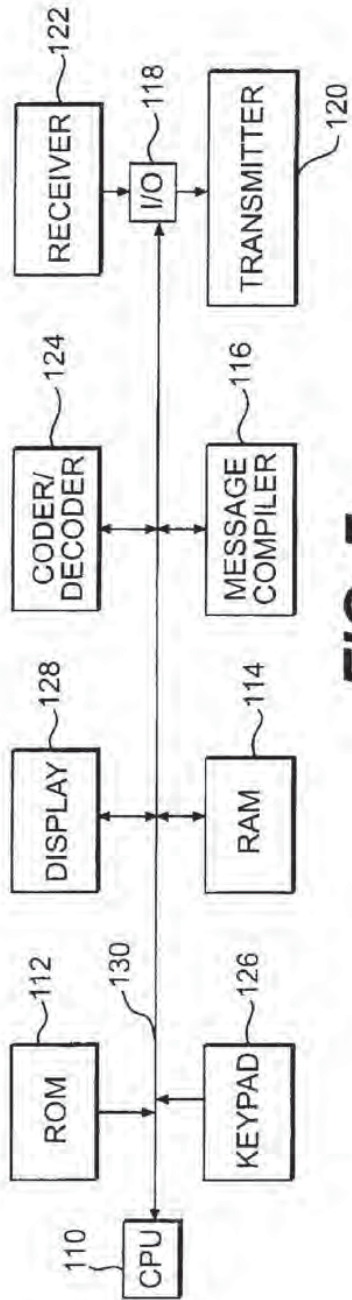 112
128
124
122
ROM
DISPLAY
CODER/
DECODER
RECEIVER
110
CPU
130
I/O
118
KEYPAD
RAM
MESSAGE
COMPILER
TRANSMITTER
126
114
116
120
FIG.